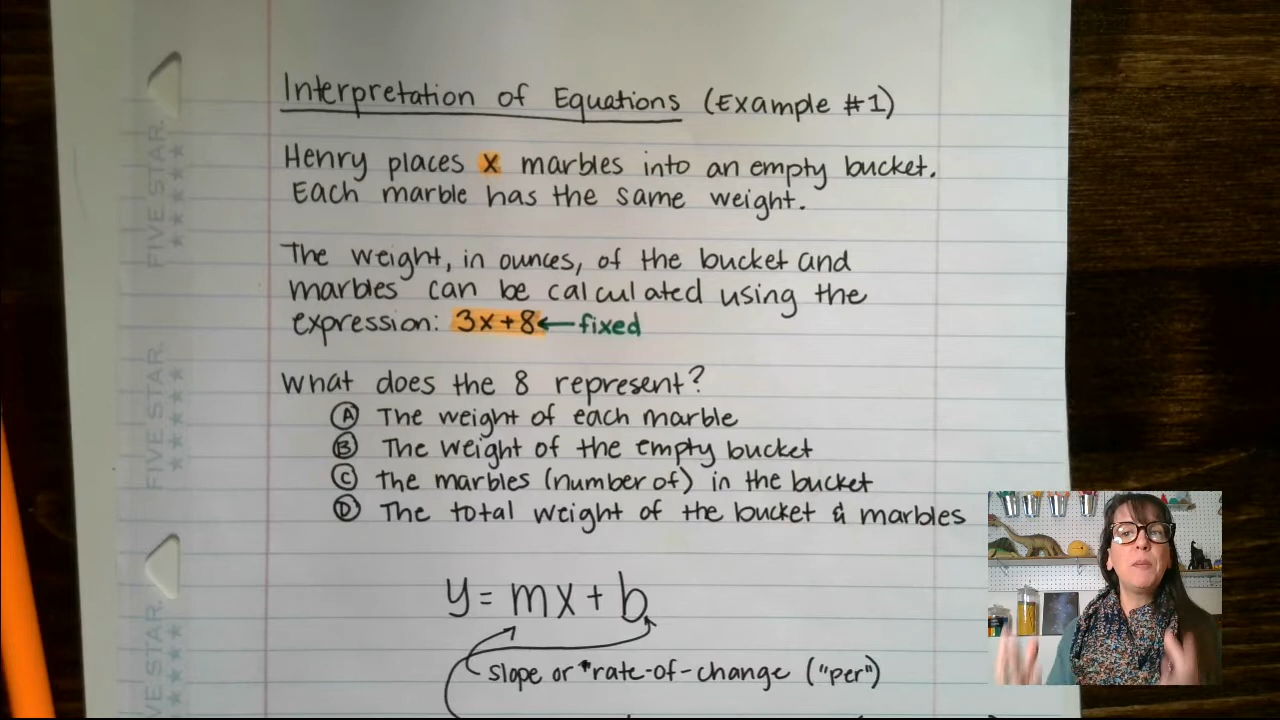 Interpretation of Equations (Example #1)
Henry places x marbles into an empty bucket.
Each marble has the same weight.
The weight, in ounces, of the bucket and
marbles can be calculated using the
expression: 3x+8 ← fixed
What does the 8 represent?
A The weight of each marble
B The weight of the empty bucket
C The marbles (number of) in the bucket
D The total weight of the bucket & marbles
y = mx + b
slope or *rate-of-change ("per")
FIVE STAR.
FIVE STAR.
VE STAR.